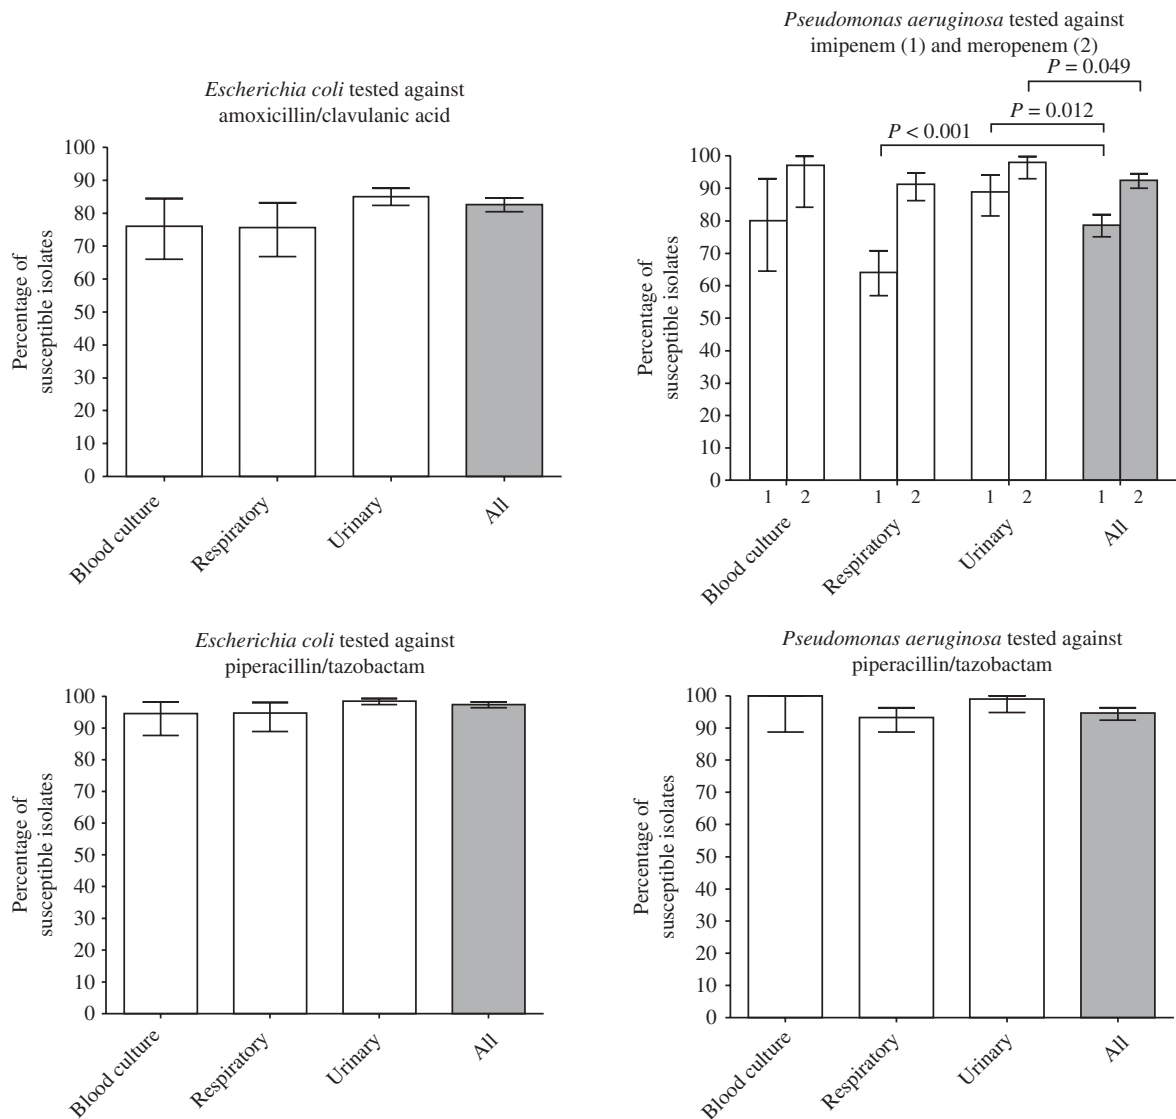 Escherichia coli tested against
amoxicillin/clavulanic acid
Percentage of
susceptible isolates
100
90
80
70
60
50
40
30
20
10
0
Blood culture
Respiratory
Urinary
All
Pseudomonas aeruginosa tested against
imipenem (1) and meropenem (2)
P = 0.049
P = 0.012
P < 0.001
Percentage of
susceptible isolates
100
90
80
70
60
50
40
30
20
10
0
1 2 1 2 1 2 1 2
Blood culture
Respiratory
Urinary
All
Escherichia coli tested against
piperacillin/tazobactam
Percentage of
susceptible isolates
100
90
80
70
60
50
40
30
20
10
0
Blood culture
Respiratory
Urinary
All
Pseudomonas aeruginosa tested against
piperacillin/tazobactam
Percentage of
susceptible isolates
100
90
80
70
60
50
40
30
20
10
0
Blood culture
Respiratory
Urinary
All